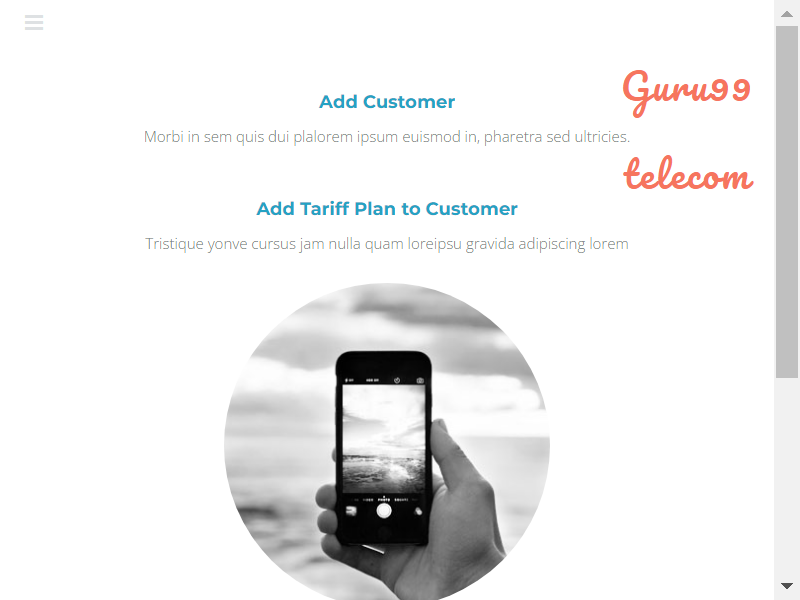 Add Customer
Morbi in sem quis dui plalorem ipsum euismod in, pharetra sed ultricies.
Guru99
telecom
Add Tariff Plan to Customer
Tristique yonve cursus jam nulla quam loreipsu gravida adipiscing lorem